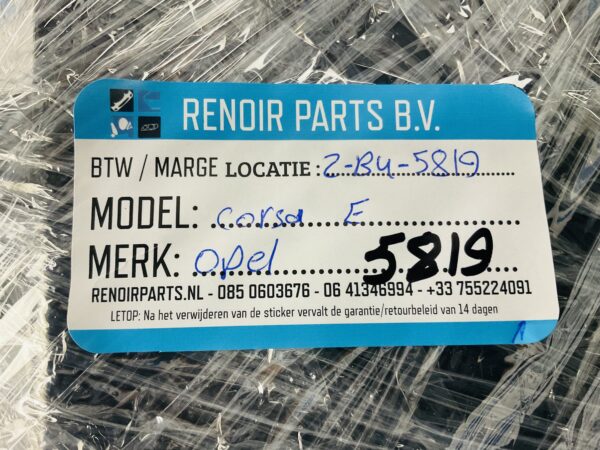 RENOIR PARTS B.V.
BTW / MARGE LOCATIE : 2-BU-5819
MODEL: Corsa E
MERK: Opel 5819
RENOIRPARTS.NL - 085 0603676 - 06 41346994 - +33 755224091
LETOP: Na het verwijderen van de sticker vervalt de garantie/retourbeleid van 14 dagen